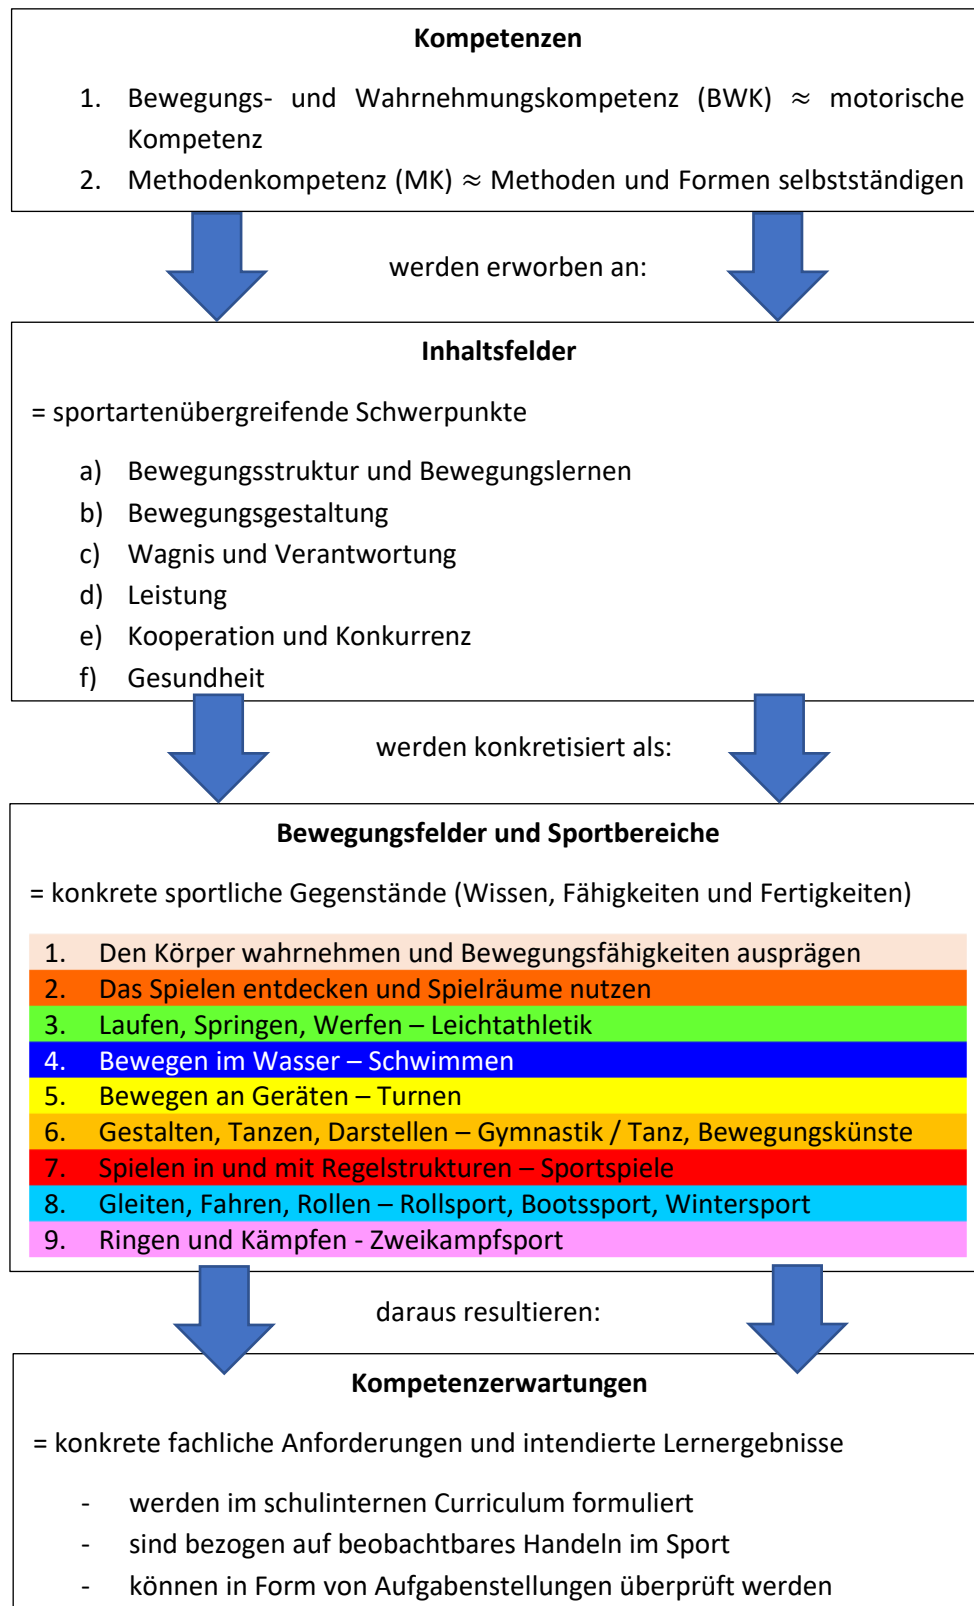 Kompetenzen
1. Bewegungs- und Wahrnehmungskompetenz (BWK) ≈ motorische
Kompetenz
2. Methodenkompetenz (MK) ≈ Methoden und Formen selbstständigen
werden erworben an:
Inhaltsfelder
= sportartenübergreifende Schwerpunkte
a) Bewegungsstruktur und Bewegungslernen
b) Bewegungsgestaltung
c) Wagnis und Verantwortung
d) Leistung
e) Kooperation und Konkurrenz
f) Gesundheit
werden konkretisiert als:
Bewegungsfelder und Sportbereiche
= konkrete sportliche Gegenstände (Wissen, Fähigkeiten und Fertigkeiten)
1. Den Körper wahrnehmen und Bewegungsfähigkeiten ausprägen
2. Das Spielen entdecken und Spielräume nutzen
3. Laufen, Springen, Werfen – Leichtathletik
4. Bewegen im Wasser – Schwimmen
5. Bewegen an Geräten – Turnen
6. Gestalten, Tanzen, Darstellen – Gymnastik / Tanz, Bewegungskünste
7. Spielen in und mit Regelstrukturen – Sportspiele
8. Gleiten, Fahren, Rollen – Rollsport, Bootssport, Wintersport
9. Ringen und Kämpfen - Zweikampfsport
daraus resultieren:
Kompetenzerwartungen
= konkrete fachliche Anforderungen und intendierte Lernergebnisse
- werden im schulinternen Curriculum formuliert
- sind bezogen auf beobachtbares Handeln im Sport
- können in Form von Aufgabenstellungen überprüft werden